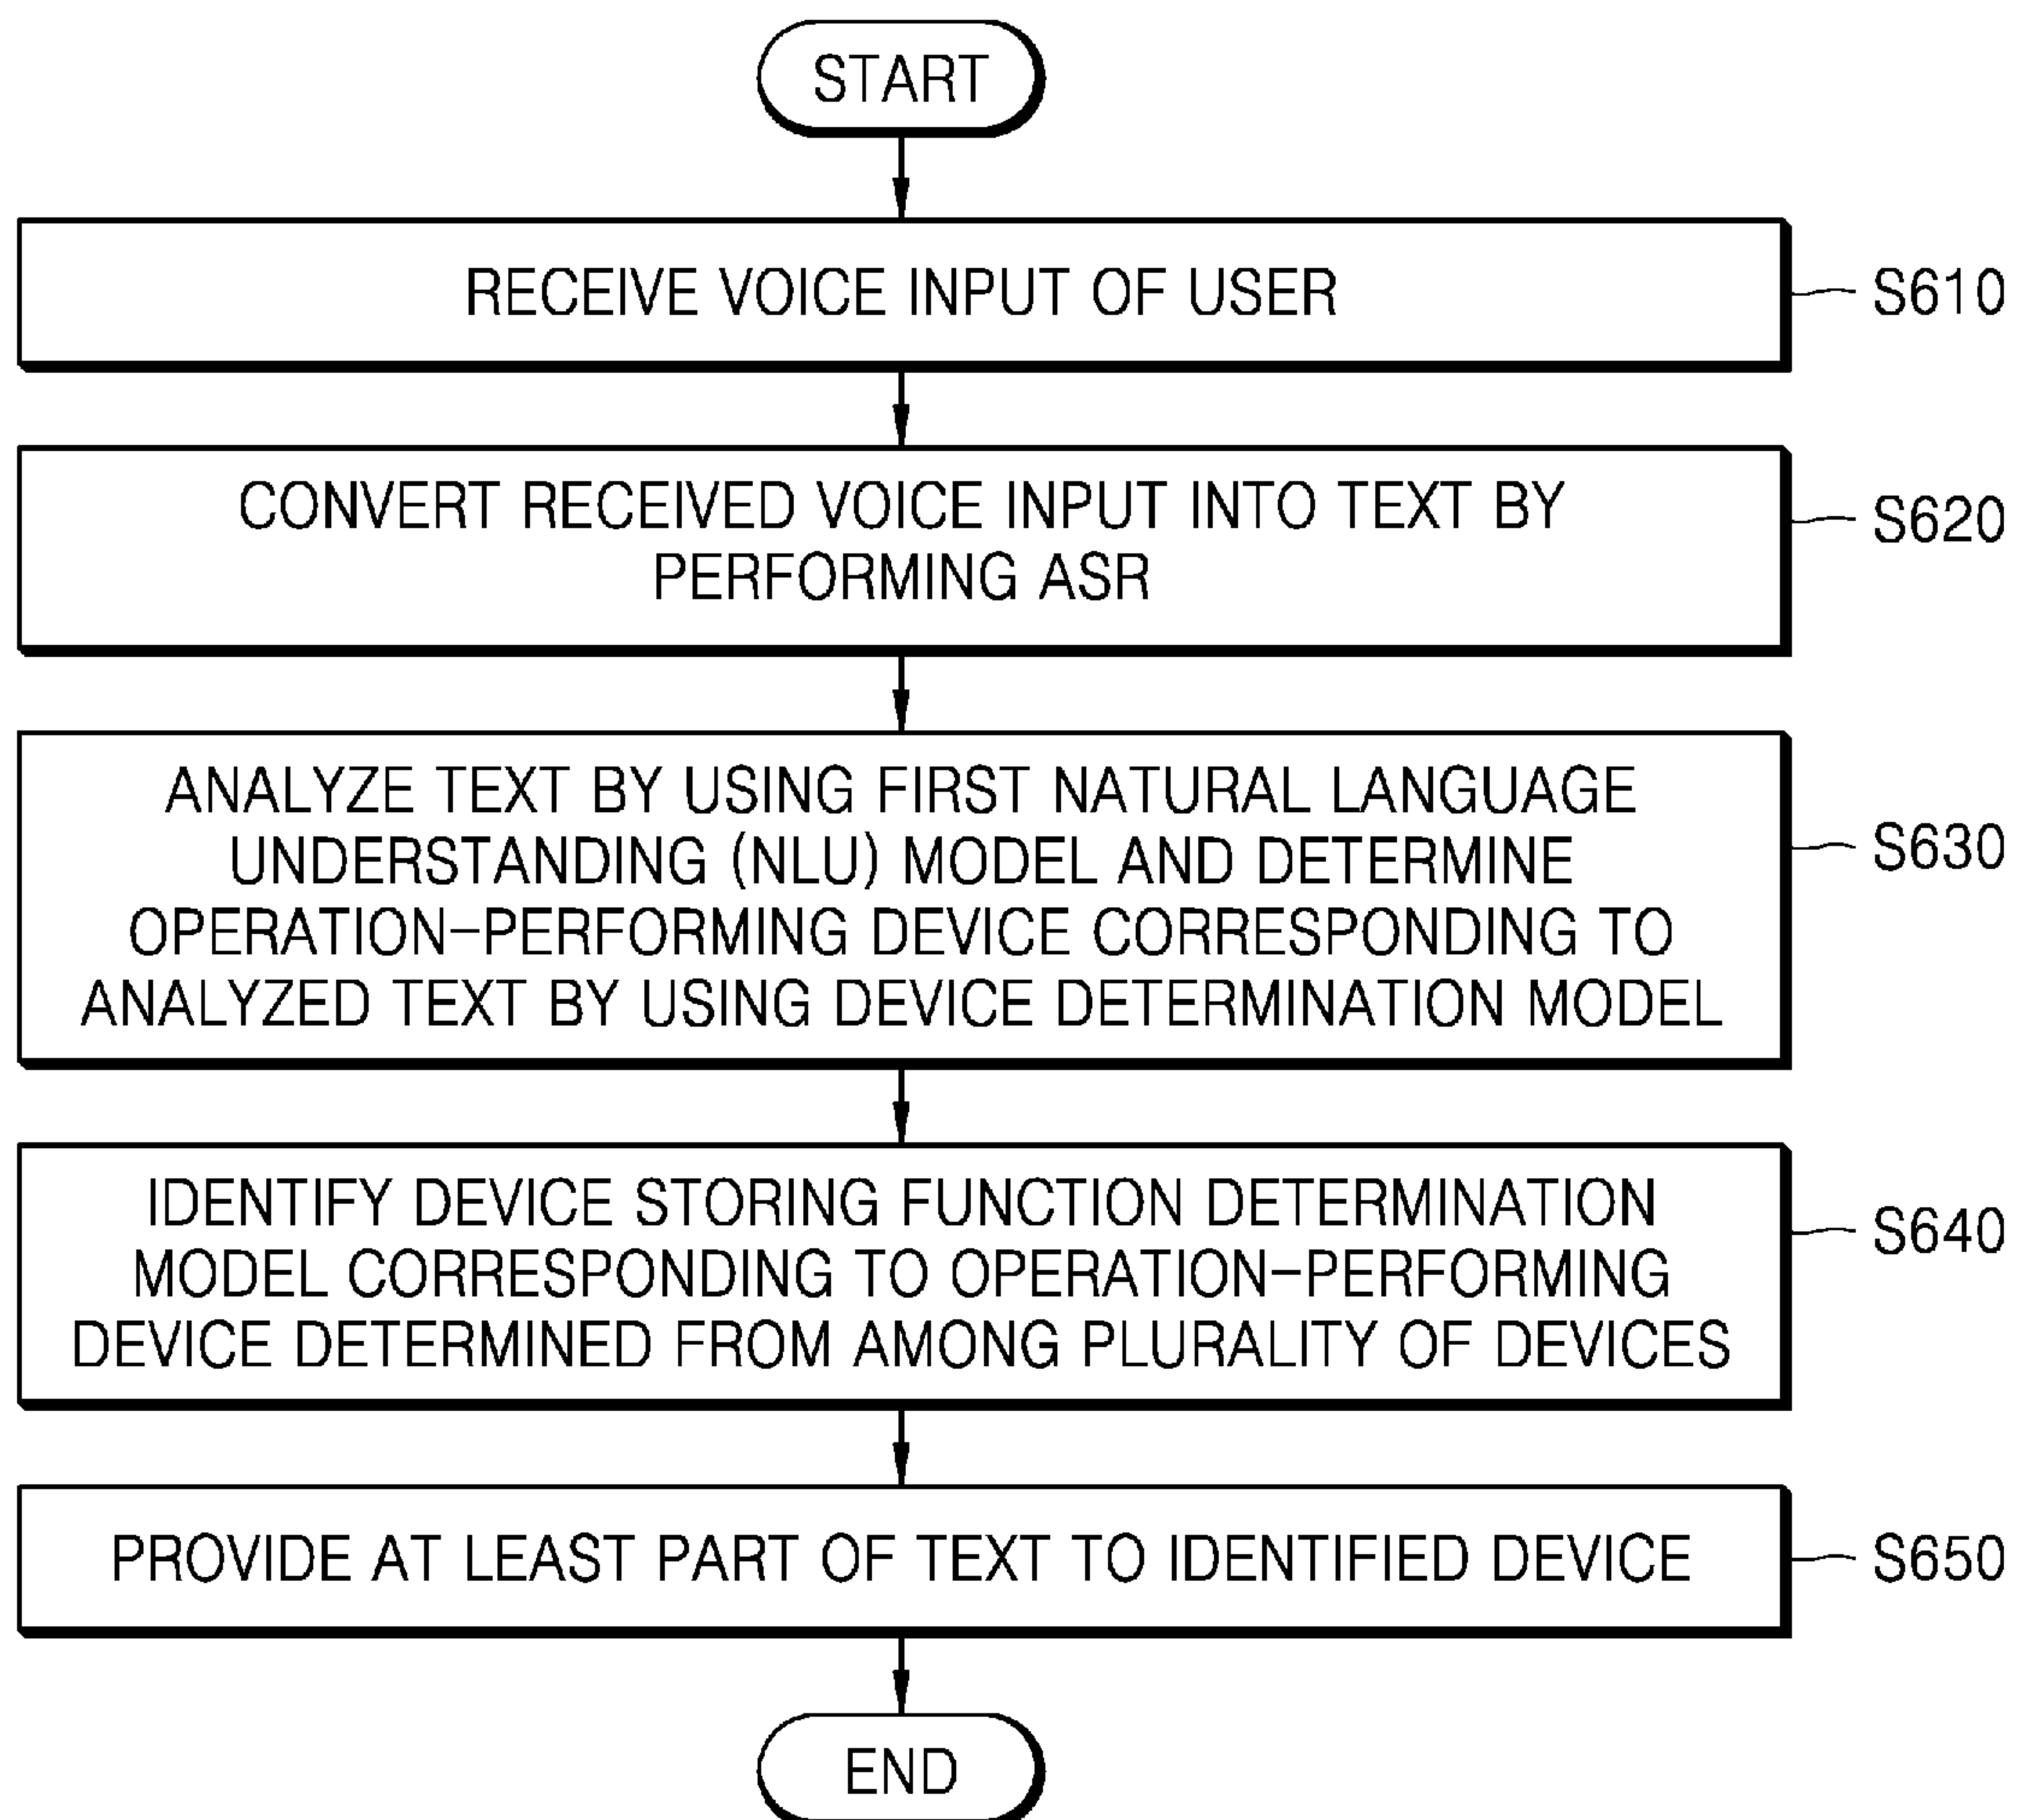 START
RECEIVE VOICE INPUT OF USER
S610
CONVERT RECEIVED VOICE INPUT INTO TEXT BY
PERFORMING ASR
S620
ANALYZE TEXT BY USING FIRST NATURAL LANGUAGE
UNDERSTANDING (NLU) MODEL AND DETERMINE
OPERATION-PERFORMING DEVICE CORRESPONDING TO
ANALYZED TEXT BY USING DEVICE DETERMINATION MODEL
S630
IDENTIFY DEVICE STORING FUNCTION DETERMINATION
MODEL CORRESPONDING TO OPERATION-PERFORMING
DEVICE DETERMINED FROM AMONG PLURALITY OF DEVICES
S640
PROVIDE AT LEAST PART OF TEXT TO IDENTIFIED DEVICE
S650
END